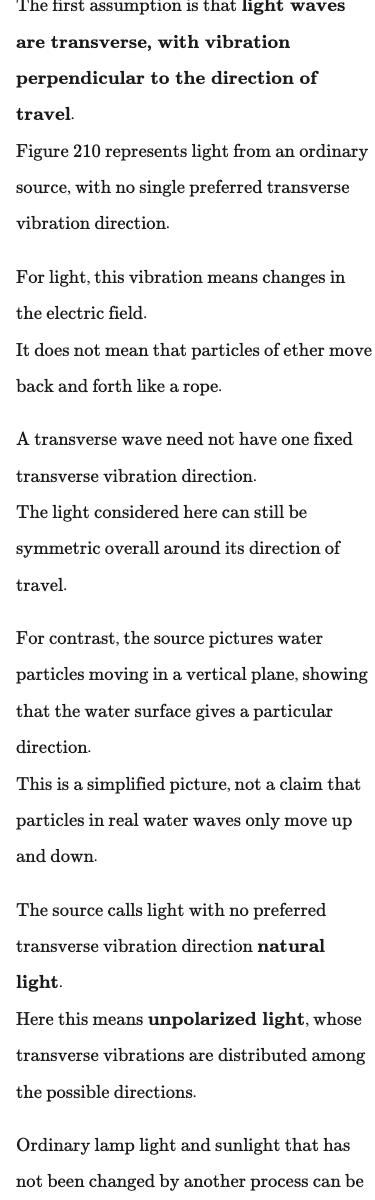 The first assumption is that light waves
are transverse, with vibration
perpendicular to the direction of
travel.
Figure 210 represents light from an ordinary
source, with no single preferred transverse
vibration direction.
For light, this vibration means changes in
the electric field.
It does not mean that particles of ether move
back and forth like a rope.
A transverse wave need not have one fixed
transverse vibration direction.
The light considered here can still be
symmetric overall around its direction of
travel.
For contrast, the source pictures water
particles moving in a vertical plane, showing
that the water surface gives a particular
direction.
This is a simplified picture, not a claim that
particles in real water waves only move up
and down.
The source calls light with no preferred
transverse vibration direction natural
light.
Here this means unpolarized light, whose
transverse vibrations are distributed among
the possible directions.
Ordinary lamp light and sunlight that has
not been changed by another process can be